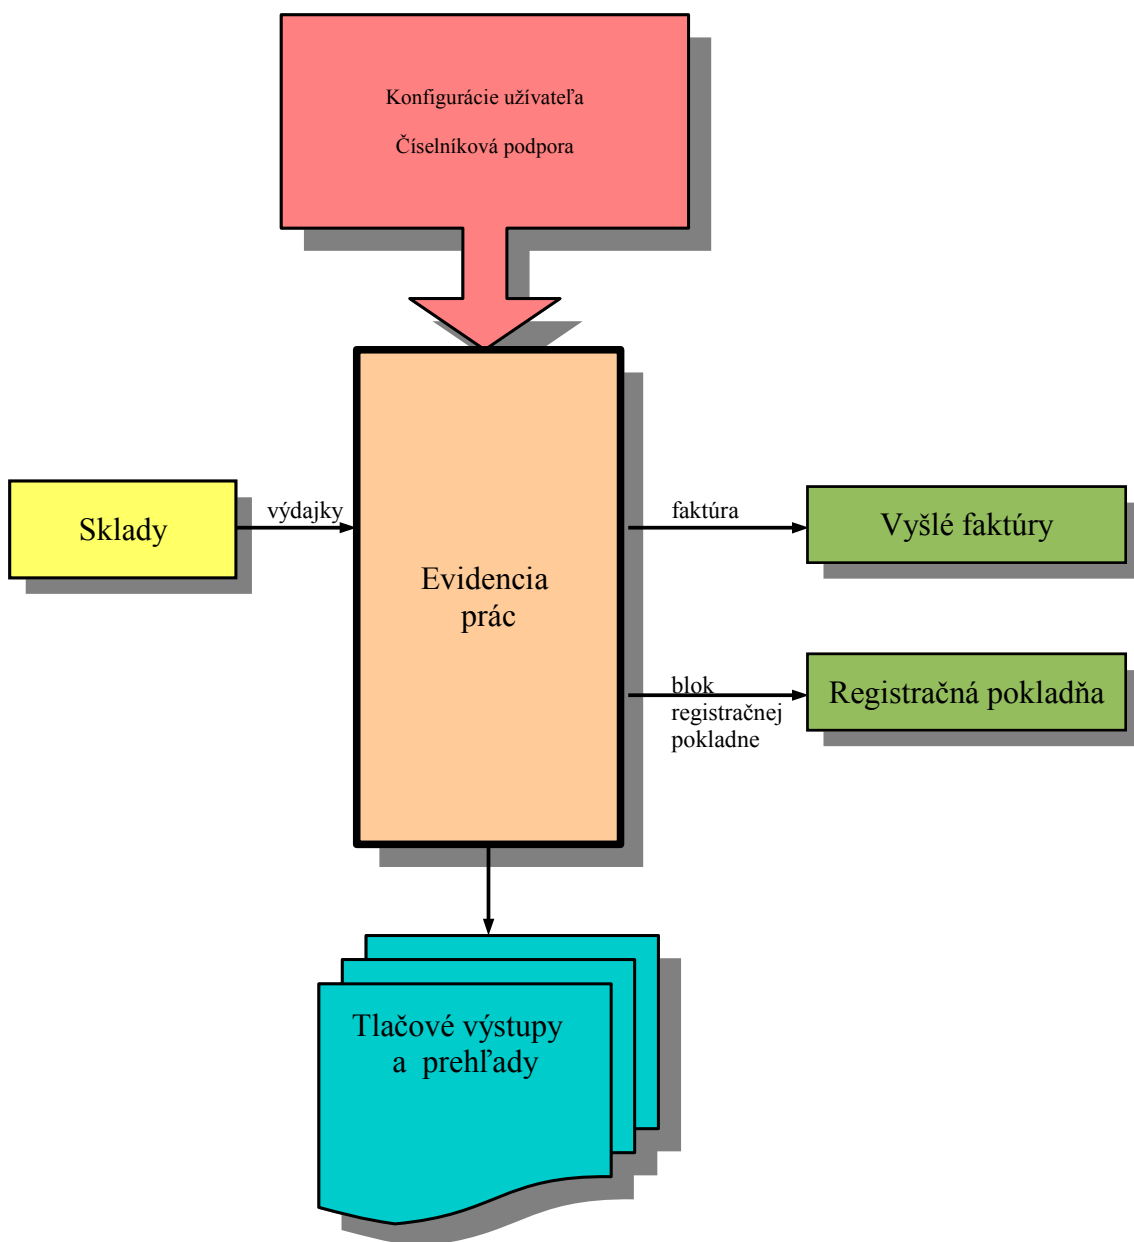 Konfigurácie užívateľa
Číselníková podpora
Sklady
výdajky
Evidencia
prác
faktúra
Vyšlé faktúry
blok
registračnej
pokladne
Registračná pokladňa
Tlačové výstupy
a prehľady